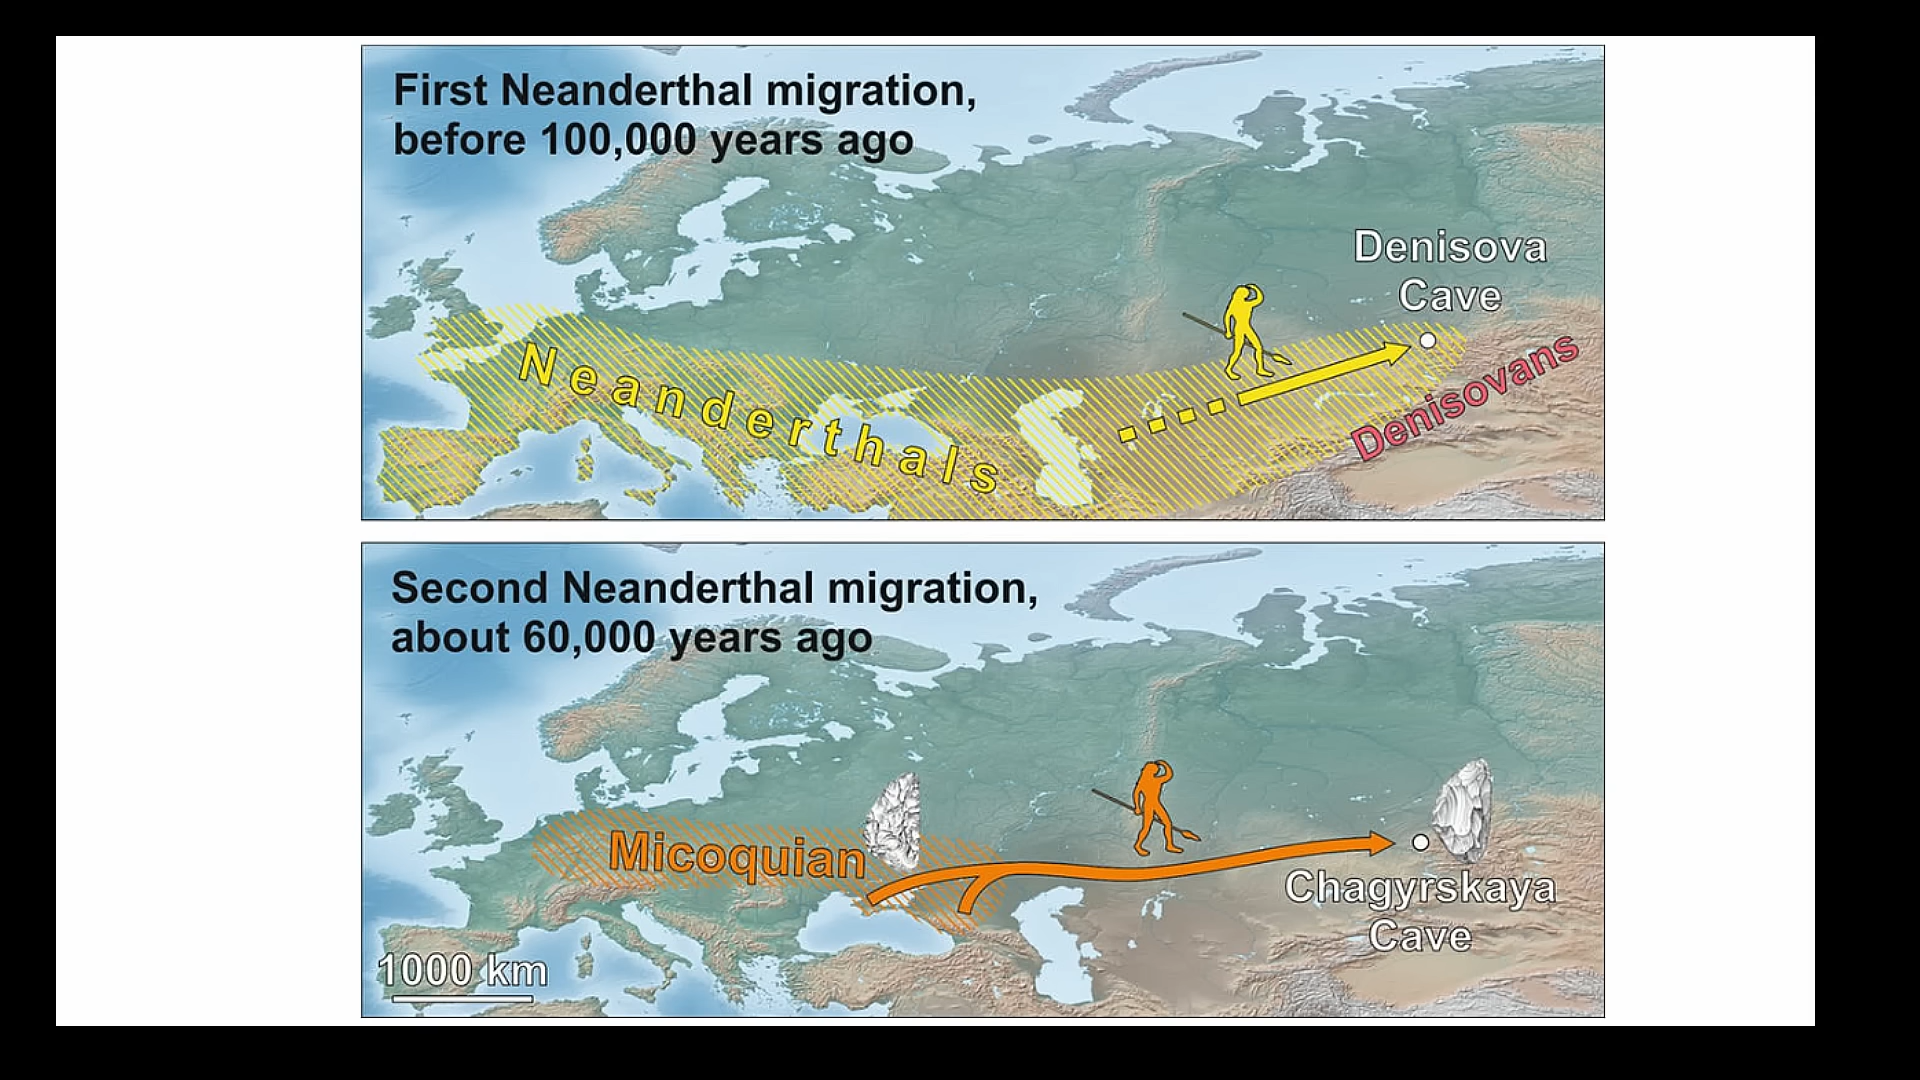 First Neanderthal migration,
before 100,000 years ago
Denisova
Cave
Neanderthals
Denisovans
Second Neanderthal migration,
about 60,000 years ago
Micoquian
Chagyrskaya
Cave
1000 km